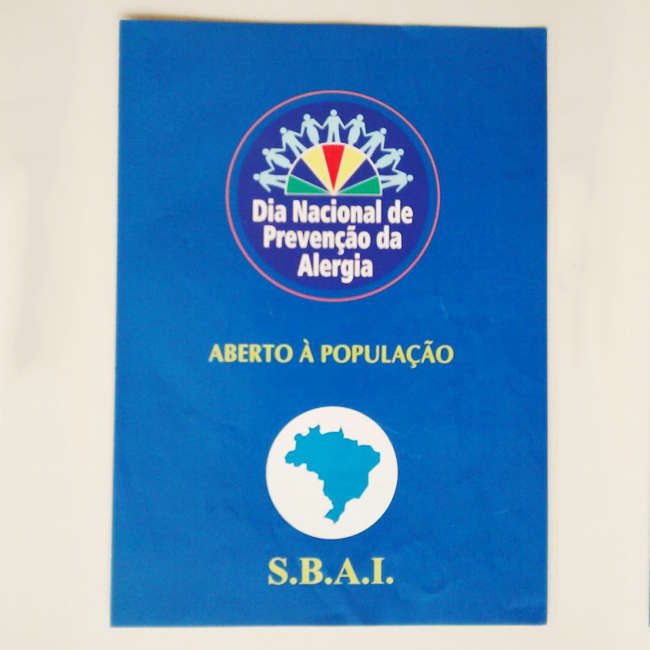 Dia Nacional de
Prevenção da
Alergia
ABERTO À POPULAÇÃO
S.B.A.I.